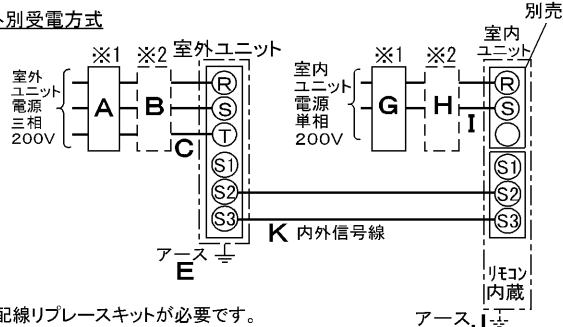 外別受電方式
別売
※1 ※2 室外ユニット
※1 ※2
室内
ユニット
室外
ユニット
電源
三相
200V
A
B
C
R
S
T
S1
S2
S3
室内
ユニット
電源
単相
200V
G
H
I
R
S
S1
S2
S3
K 内外信号線
アース
E
リモコン
内蔵
配線リプレースキットが必要です。
アース J